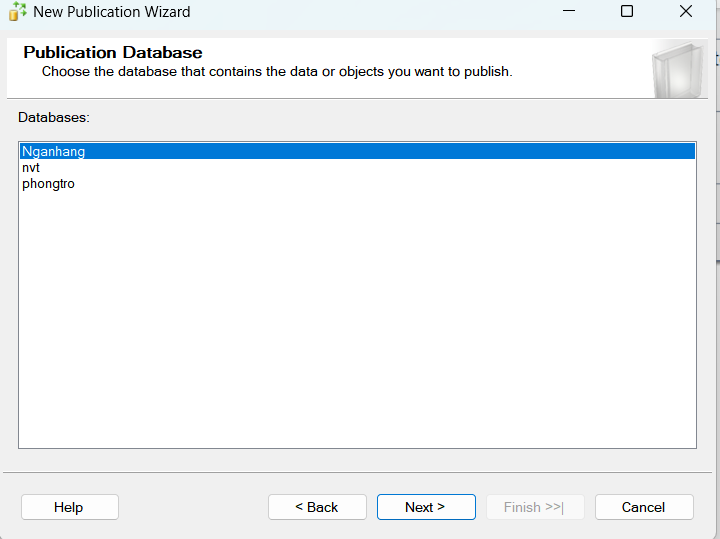 New Publication Wizard
Publication Database
Choose the database that contains the data or objects you want to publish.
Databases:
Nganhang
nvt
phongtro
Help
< Back
Next >
Finish >>|
Cancel